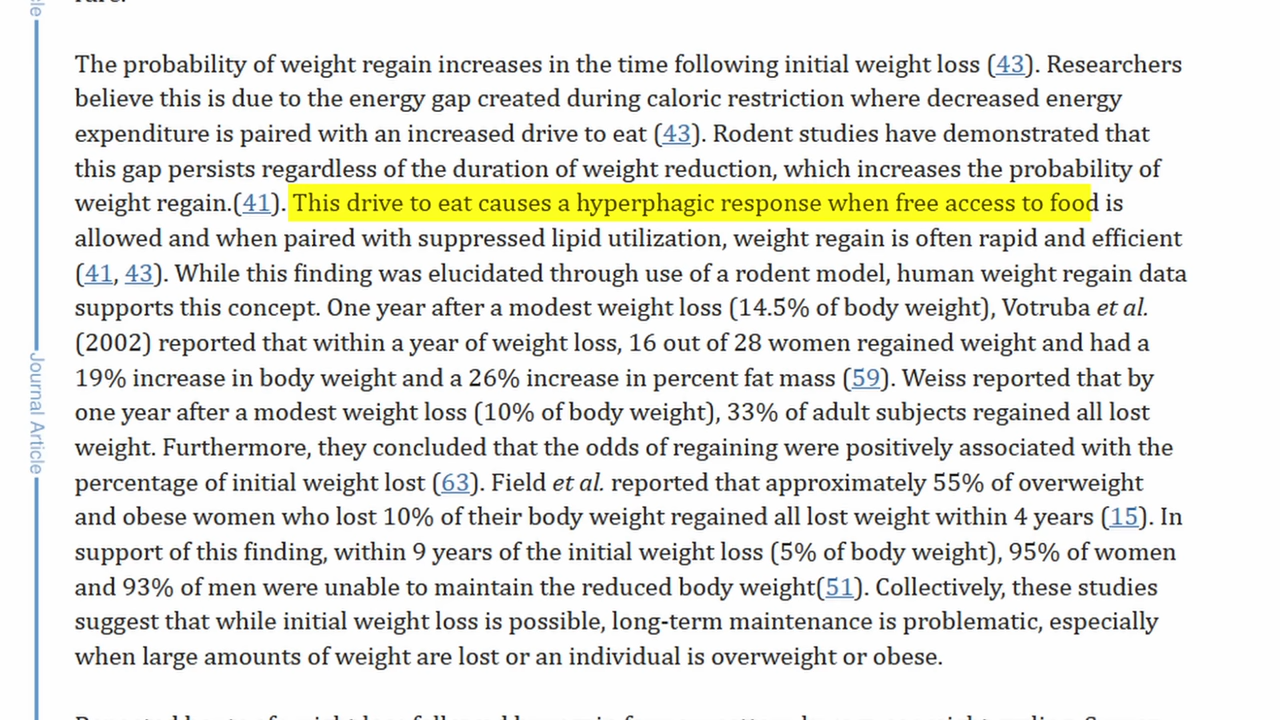 The probability of weight regain increases in the time following initial weight loss (43). Researchers
believe this is due to the energy gap created during caloric restriction where decreased energy
expenditure is paired with an increased drive to eat (43). Rodent studies have demonstrated that
this gap persists regardless of the duration of weight reduction, which increases the probability of
weight regain.(41). This drive to eat causes a hyperphagic response when free access to food is
allowed and when paired with suppressed lipid utilization, weight regain is often rapid and efficient
(41, 43). While this finding was elucidated through use of a rodent model, human weight regain data
supports this concept. One year after a modest weight loss (14.5% of body weight), Votruba et al.
(2002) reported that within a year of weight loss, 16 out of 28 women regained weight and had a
19% increase in body weight and a 26% increase in percent fat mass (59). Weiss reported that by
one year after a modest weight loss (10% of body weight), 33% of adult subjects regained all lost
weight. Furthermore, they concluded that the odds of regaining were positively associated with the
percentage of initial weight lost (63). Field et al. reported that approximately 55% of overweight
and obese women who lost 10% of their body weight regained all lost weight within 4 years (15). In
support of this finding, within 9 years of the initial weight loss (5% of body weight), 95% of women
and 93% of men were unable to maintain the reduced body weight(51). Collectively, these studies
suggest that while initial weight loss is possible, long-term maintenance is problematic, especially
when large amounts of weight are lost or an individual is overweight or obese.
Journal Article